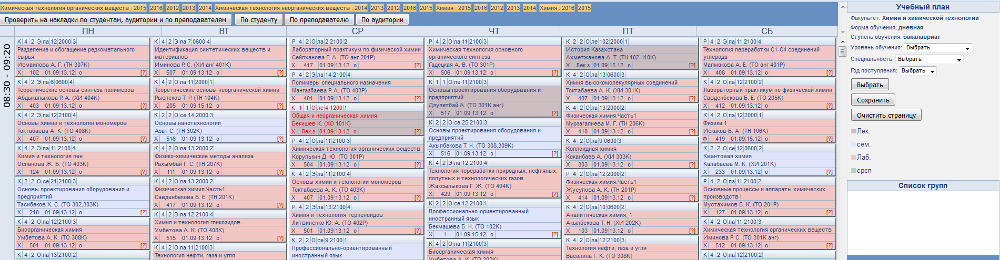 Химическая технология органических веществ : 2015 2016 2012 2013 2014 Химическая технология неорганических веществ : 2014 2013 2012 2016 2015 Химия : 2015 2016 2012 2013 2014 Химия : 2016 2015
Проверить на накладки по студентам, аудитории и по преподавателям По студенту По преподавателю По аудитории
ПН ВТ СР ЧТ ПТ СБ
08:30 - 09:20
К 4 2 Э ла 12 2000 3
Разделение и обогащение редкометального
сырья
Исмаилова А. Г. (ТН 307К)
Х 102 01.09 13.12 о [?]
К 4 2 Э ла 6 0600 4
Теоретические основы синтеза полимеров
Абдыкалыкова Р. А. (ХИ 404К)
Х 403 01.09 13.12 о [?]
К 4 2 Э ла 12 2100 4
Основы химии и технологии мономеров
Токтабаева А. К. (ТО 408К)
Х 407 01.09 13.12 о [?]
К 4 2 Э ла 11 2100 4
Химия и технология пен
Оспанова Ж. Б. (ТО 403К)
Х 124 01.09 13.12 о [?]
К 2 2 О се 21 2100 3
Основы проектирования оборудования и
предприятий
Тасибеков Х. С. (ТО 302,303К)
Х 218 01.09 13.12 о [?]
К 4 2 О ла 12 2100 3
Биоорганическая химия
Умбетова А. К. (ТО 308К)
Х 501 01.09 13.12 о [?]
К 4 2 О ла 13 2100 2
К 4 2 Э ла 7 0600 4
Идентификация синтетических веществ и
материалов
Иминова Р. С. (ХИ анг 401К)
Х 507 01.09 13.12 о [?]
К 4 2 О ла 11 2000 1
Теоретические основы неорганической химии
Рыспеков Т. Р. (ТН 104К)
Х 205 01.09 15.12 о [?]
К 2 2 О се 14 2000 3
Основы нанотехнологии
Азат С. (ТН 302К)
Х 516 01.09 13.12 о [?]
К 4 2 О ла 13 2000 2
Физико-химические методы анализа
Рахымбай Г. С. (ТН 207К)
Х 111 01.09 13.12 о [?]
К 4 2 О ла 13 2000 2
Физическая химия.Часть1
Савденбекова Б. Е. (ТН 201К)
Х 417 01.09 13.12 о [?]
К 4 2 Э ла 12 2100 4
Химия и технология гликозидов
Умбетова А. К. (ТО 408К)
Х 515 01.09 13.12 о [?]
К 4 2 О ла 11 2100 3
Технология нефти, газа и угля
Р 4 2 О ла 2 2100 2
Лабораторный практикум по физической химии
Сейлханова Г. А. (ТО анг 201Р)
Х 417 01.09 13.12 о [?]
Р 4 2 Э ла 14 2100 4
Полимеры специального назначения
Мангазбаева Р. А. (ТО 403Р)
Х 401 01.09 13.12 о [?]
К 1 1 О ле 4 1200 1
Общая и неорганическая химия
Бекишев К. (ХО 101К)
Х Лек.з 01.09 13.12 о [?]
Р 4 2 О ла 11 2100 3
Химическая технология органических веществ
Корулькин Д. Ю. (ТО 301Р)
Х 504 01.09 13.12 о [?]
К 4 2 Э ла 11 2100 4
Основы химии и технологии мономеров
Токтабаева А. К. (ТО 403К)
Х 407 01.09 13.12 о [?]
Р 4 2 Э ла 13 2100 4
Химия и технология терпеноидов
Литвиненко Ю. А. (ТО 402Р)
Х 501 01.09 13.12 о [?]
К 2 2 О се 9 2100 1
Профессионально-ориентированный
иностранный язык
Р 4 2 О ла 11 2100 3
Химическая технология основного
органического синтеза
Гадецкая А. В. (ТО 301Р)
Х 506 01.09 13.12 о [?]
К 1 1 О ле 11 2100 3
Основы проектирования оборудования и
предприятий
Даулетбай А. (ТО 301К анг)
Х 517 01.09 13.12 о [?]
К 2 2 О се 25 2100 3
Основы проектирования оборудования и
предприятий
Акылбекова Т. Н. (ТО 308,309К)
Х 516 01.09 13.12 о [?]
К 4 2 Э ла 12 2100 4
Технология переработки природных, нефтяных,
попутных и технологических газов
Жаксылыкова Г. Ж. (ТО 404К)
Х 429 01.09 13.12 о [?]
К 2 2 О се 12 2100 1
Профессионально-ориентированный
иностранный язык
Бекмашева Б. Н. (ТО 102К)
Х 1 01.09 15.12 о [?]
К 4 2 О ла 11 2100 3
Биоорганическая химия
Умбетова А. К. (ТО 302К)
К 2 2 О ле 102 2000 1
История Казахстана
Ахметжанова А. Т. (ТН 102-110К)
Х Лек.з 01.09 15.12 о [?]
К 4 2 О ла 13 0600 3
Химия высокомолекулярных соединений
Токтабаева А. К. (ХИ 301К)
Х 407 01.09 13.12 о [?]
К 4 2 О ла 13 2000 2
Физическая химия.Часть1
Мурзагалиева М. Г. (ТН 206К)
Х 410 01.09 13.12 о [?]
К 4 2 О ла 9 0600 3
Коллоидная химия
Коканбаев А. (ХИ 303К)
Х 303 01.09 13.12 о [?]
Р 4 2 О ла 12 2000 2
Физическая химия.Часть1
Жусупова А. К. (ТН 201Р)
Х 414 01.09 13.12 о [?]
К 4 2 О ла 10 0600 2
Аналитическая химия, 1
Акылбекова Т. Н. (ХИ 202К)
Х 103 01.09 13.12 о [?]
К 4 2 О ла 12 2100 3
Технология нефти, газа и угля
Василина Г. К. (ТО 308К)
Р 4 2 Э ла 11 2100 4
Технология переработки С1-С4 соединений
углерода
Малмакова А. Е. (ТО анг 401Р)
Х 408 01.09 13.12 о [?]
К 4 2 О ла 12 2100 2
Лабораторный практикум по физической химии
Савденбекова Б. Е. (ТО 205К)
Х 412 01.09 13.12 о [?]
К 4 2 О ла 12 2000 1
Физика 1
Искаков Б. А. (ТН 106К)
Ф 419 01.09 15.12 о [?]
К 2 2 О се 12 0600 2
Квантовая химия
Калабаева М. К. (ХИ 201К)
Х 233 01.09 13.12 о [?]
Р 4 2 О ла 11 2100 2
Основные процессы и аппараты химических
производств I
Мустахимов Б. К. (ТО 201Р)
Х 127 01.09 13.12 о [?]
К 4 2 О ла 11 2100 3
Химическая технология органических веществ
Иминова Р. С. (ТО 301К анг)
Х 512 01.09 13.12 о [?]
К 4 2 О ла 12 2100 2
Учебный план
Факультет: Химии и химической технологии
Форма обучения: дневная
Ступень обучения: бакалавриат
Уровень обучения: Выбрать
Специальность: Выбрать
Год поступления: Выбрать
Выбрать
Сохранить
Очистить страницу
Лек.
сем.
Лаб.
срсп
Список групп